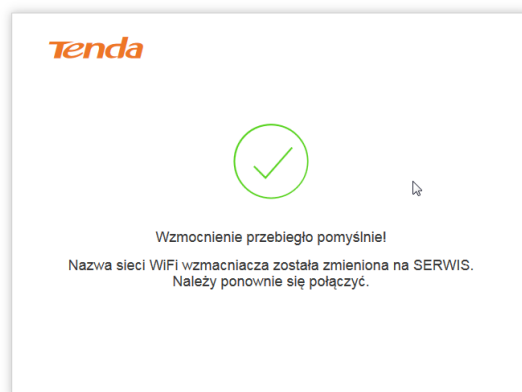 Tenda
Wzmocnienie przebiegło pomyślnie!
Nazwa sieci WiFi wzmacniacza została zmieniona na SERWIS.
Należy ponownie się połączyć.